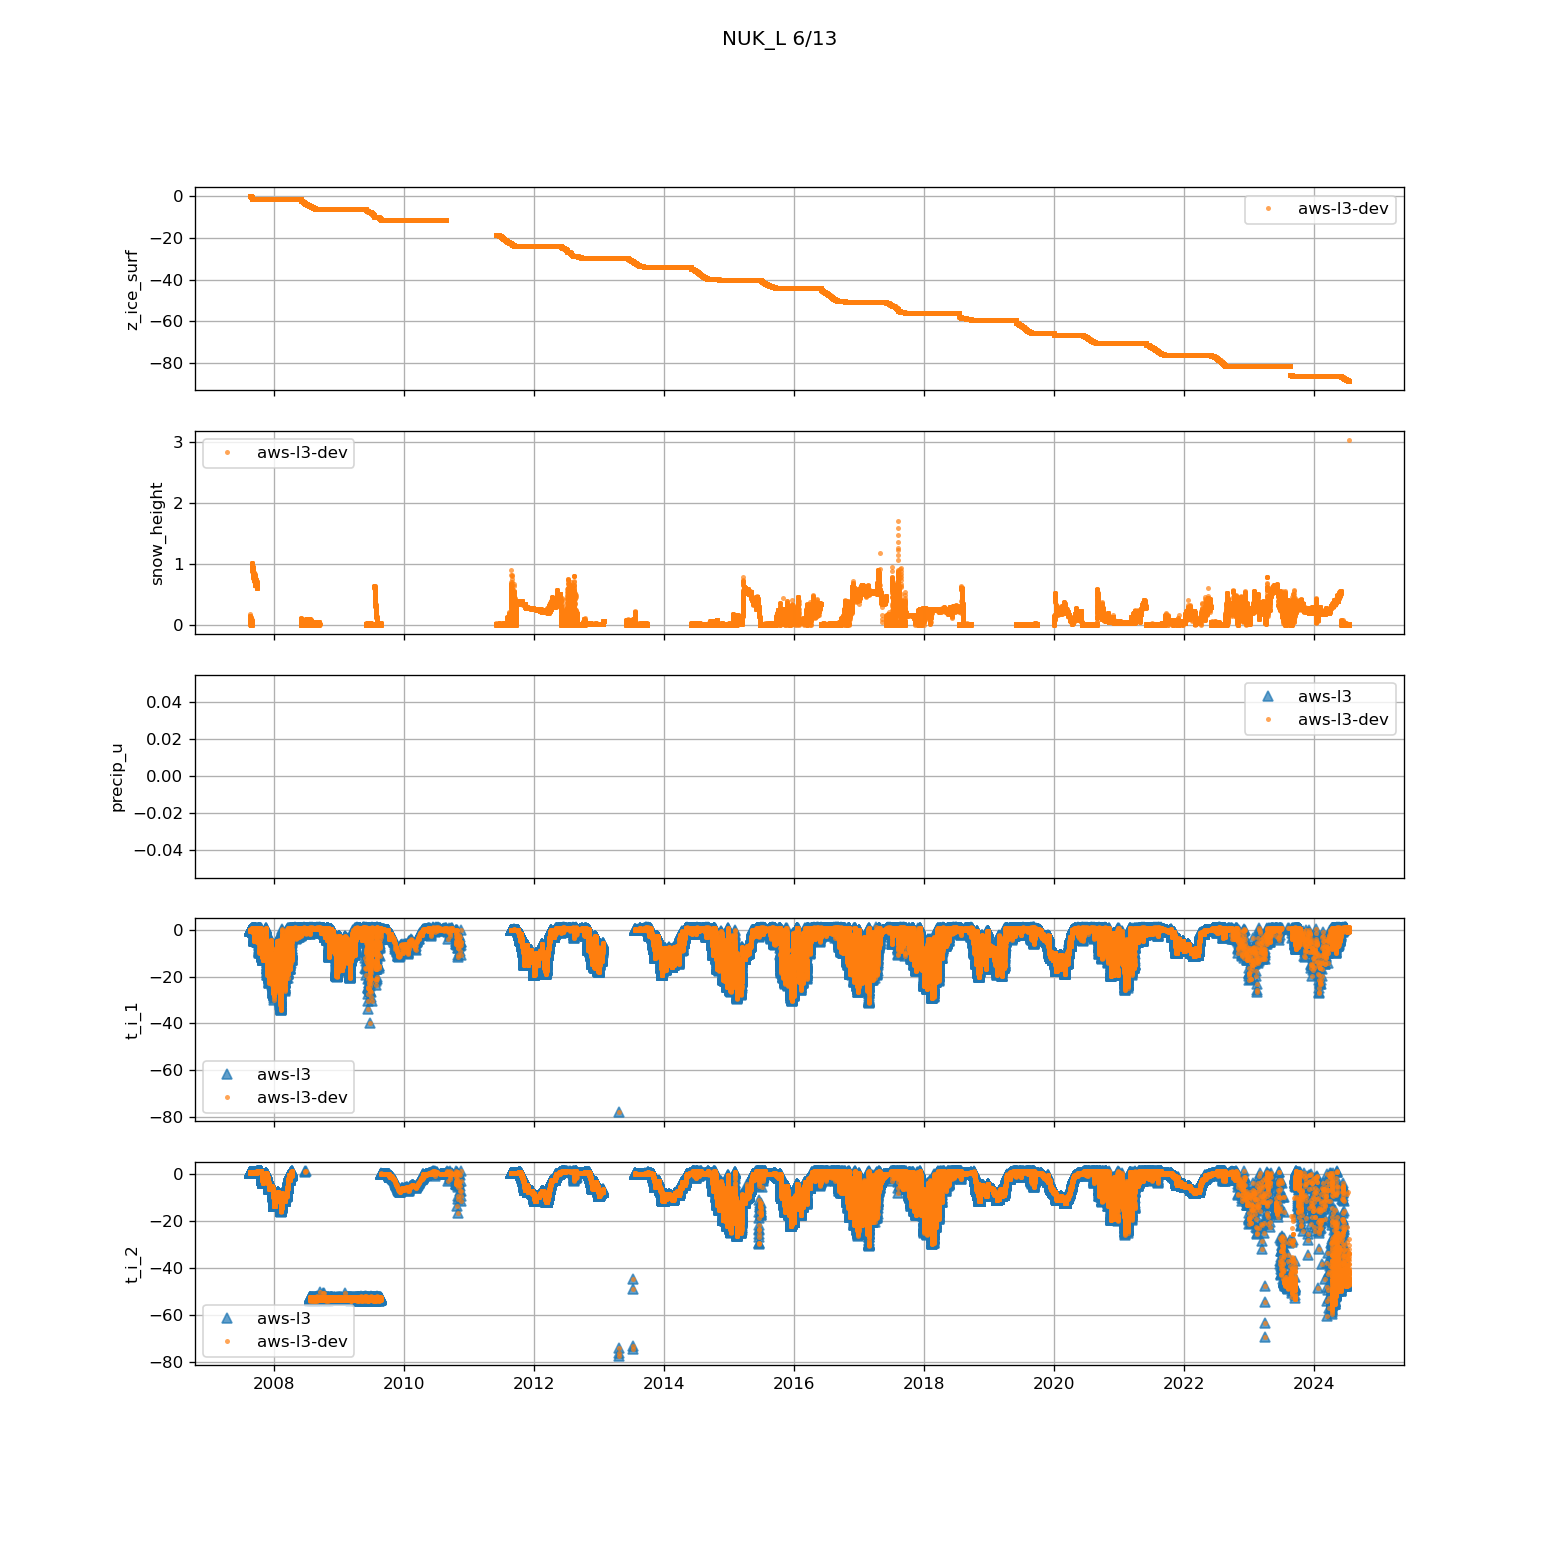 NUK_L 6/13
0
−20
−40
−60
−80
z_ice_surf
aws-l3-dev
3
2
1
0
snow_height
aws-l3-dev
0.04
0.02
0.00
−0.02
−0.04
precip_u
aws-l3
aws-l3-dev
0
−20
−40
−60
−80
t_i_1
aws-l3
aws-l3-dev
0
−20
−40
−60
−80
t_i_2
aws-l3
aws-l3-dev
2008 2010 2012 2014 2016 2018 2020 2022 2024